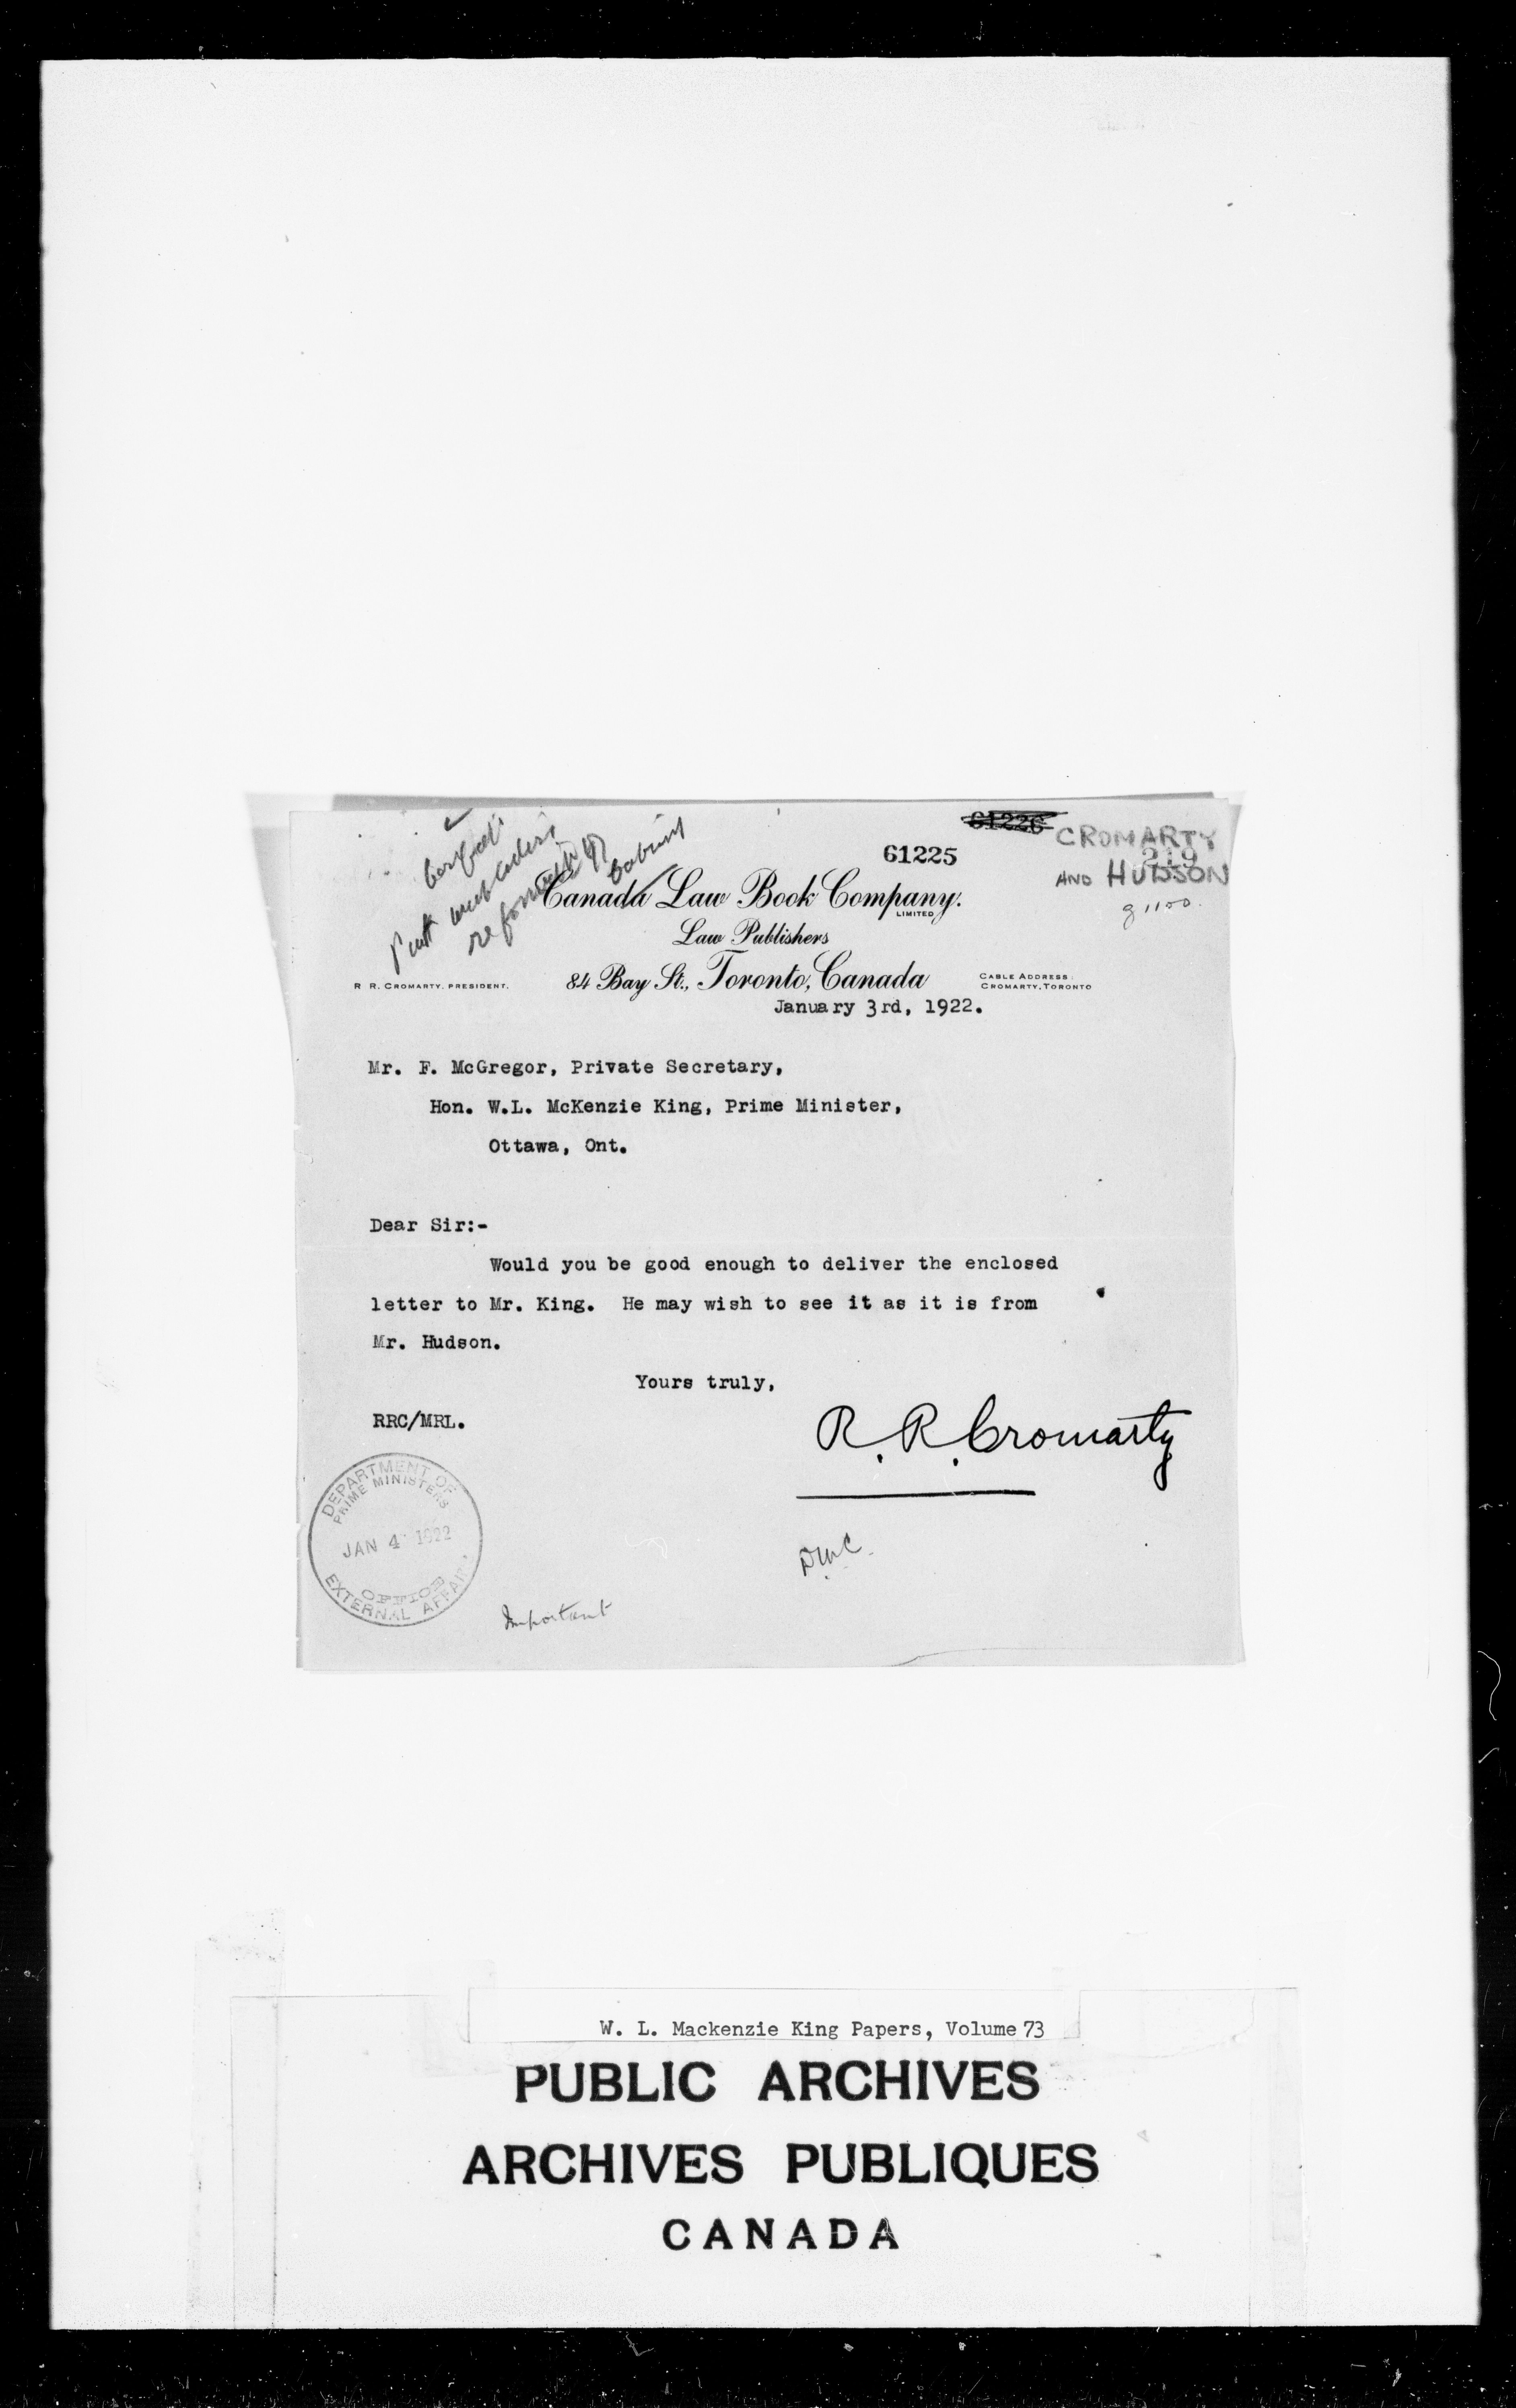 61226
CROMARTY
219
AND HUDSON
61225
Canada Law Book Company.
LIMITED
Law Publishers
R R. CROMARTY. PRESIDENT.
84 Bay St., Toronto, Canada
CABLE ADDRESS:
CROMARTY, TORONTO
January 3rd, 1922.
Mr. F. McGregor, Private Secretary,
Hon. W.L. McKenzie King, Prime Minister,
Ottawa, Ont.
Dear Sir:-
Would you be good enough to deliver the enclosed
letter to Mr. King. He may wish to see it as it is from
Mr. Hudson.
Yours truly,
RRC/MRL.
R. R. Cromarty
DEPARTMENT OF
PRIME MINISTERS
JAN 4 1922
OFFICE
EXTERNAL AFFAIRS
Important
W. L. Mackenzie King Papers, Volume 73
PUBLIC ARCHIVES
ARCHIVES PUBLIQUES
CANADA